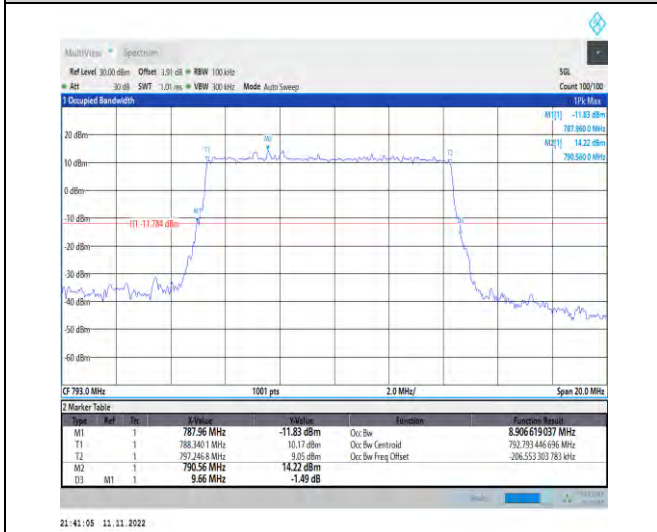 MultiView Spectrum
Ref Level 30.00 dBm Offset 3.91 dB RBW 100 kHz SGL
Att 30 dB SWT 1.01 ms VBW 300 kHz Mode Auto Sweep Count 100/100
1 Occupied Bandwidth 1Pk Max
M1[1] -11.83 dBm
787.960 0 MHz
M2[1] 14.22 dBm
790.560 0 MHz
20 dBm
T1 M2 T2
10 dBm
0 dBm
-10 dBm
M1
H1 -11.784 dBm
-20 dBm
-30 dBm
-50 dBm
-60 dBm
CF 793.0 MHz 1001 pts 2.0 MHz/ Span 20.0 MHz
2 Marker Table
Type Ref Trc X-Value Y-Value Function Function Result
M1 1 787.96 MHz -11.83 dBm Occ Bw 8.906 619 037 MHz
T1 1 788.340 1 MHz 10.17 dBm Occ Bw Centroid 792.793 446 696 MHz
T2 1 797.246 8 MHz 9.05 dBm Occ Bw Freq Offset -206.553 303 783 kHz
M2 1 790.56 MHz 14.22 dBm
D3 M1 1 9.66 MHz -1.49 dB
21:41:05 11.11.2022